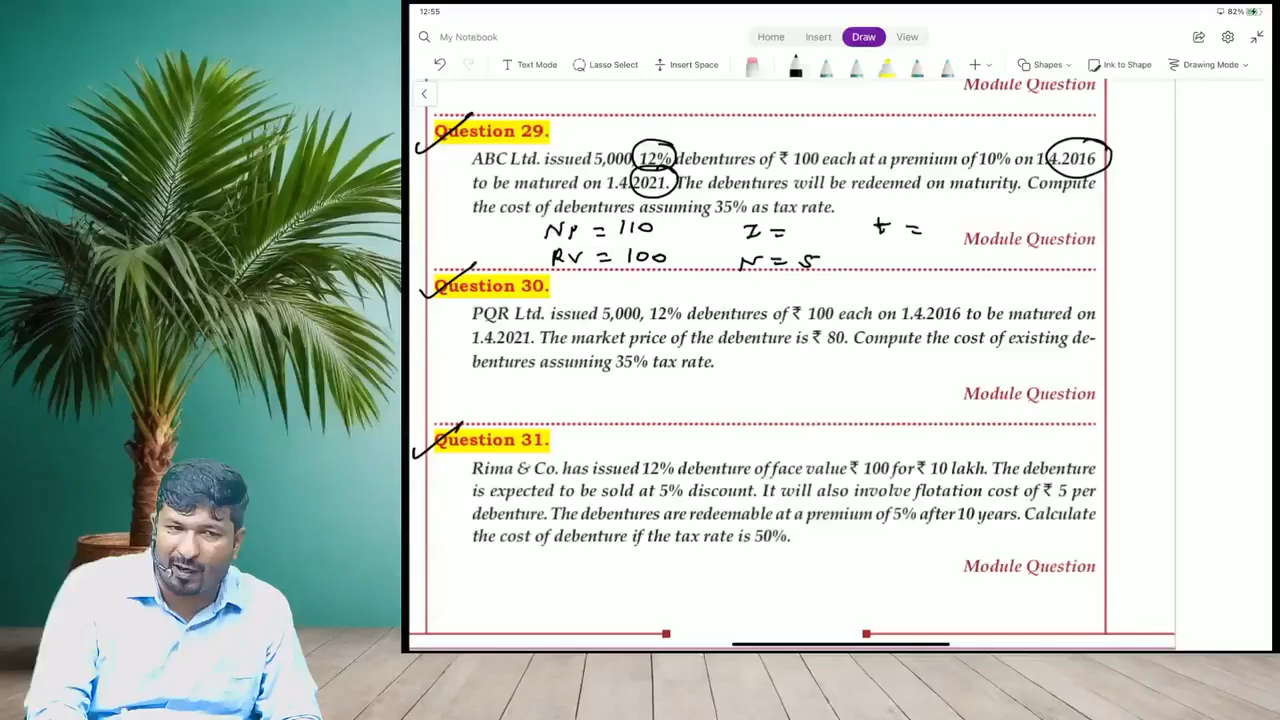 12:55
82%
My Notebook
Home Insert Draw View
Text Mode Lasso Select Insert Space Shapes Ink to Shape Drawing Mode
Module Question
Question 29.
ABC Ltd. issued 5,000 12% debentures of ₹ 100 each at a premium of 10% on 1.4.2016
to be matured on 1.4.2021. The debentures will be redeemed on maturity. Compute
the cost of debentures assuming 35% as tax rate.
NP = 110 I = t =
Module Question
RV = 100 N = 5
Question 30.
PQR Ltd. issued 5,000, 12% debentures of ₹ 100 each on 1.4.2016 to be matured on
1.4.2021. The market price of the debenture is ₹ 80. Compute the cost of existing de-
bentures assuming 35% tax rate.
Module Question
Question 31.
Rima & Co. has issued 12% debenture of face value ₹ 100 for ₹ 10 lakh. The debenture
is expected to be sold at 5% discount. It will also involve flotation cost of ₹ 5 per
debenture. The debentures are redeemable at a premium of 5% after 10 years. Calculate
the cost of debenture if the tax rate is 50%.
Module Question